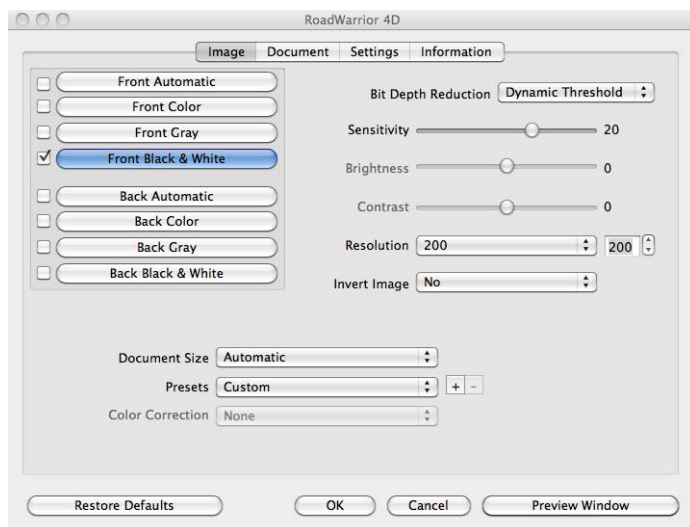 RoadWarrior 4D
Image Document Settings Information
Front Automatic
Front Color
Front Gray
Front Black & White
Back Automatic
Back Color
Back Gray
Back Black & White
Bit Depth Reduction Dynamic Threshold
Sensitivity 20
Brightness 0
Contrast 0
Resolution 200 200
Invert Image No
Document Size Automatic
Presets Custom + -
Color Correction None
Restore Defaults OK Cancel Preview Window